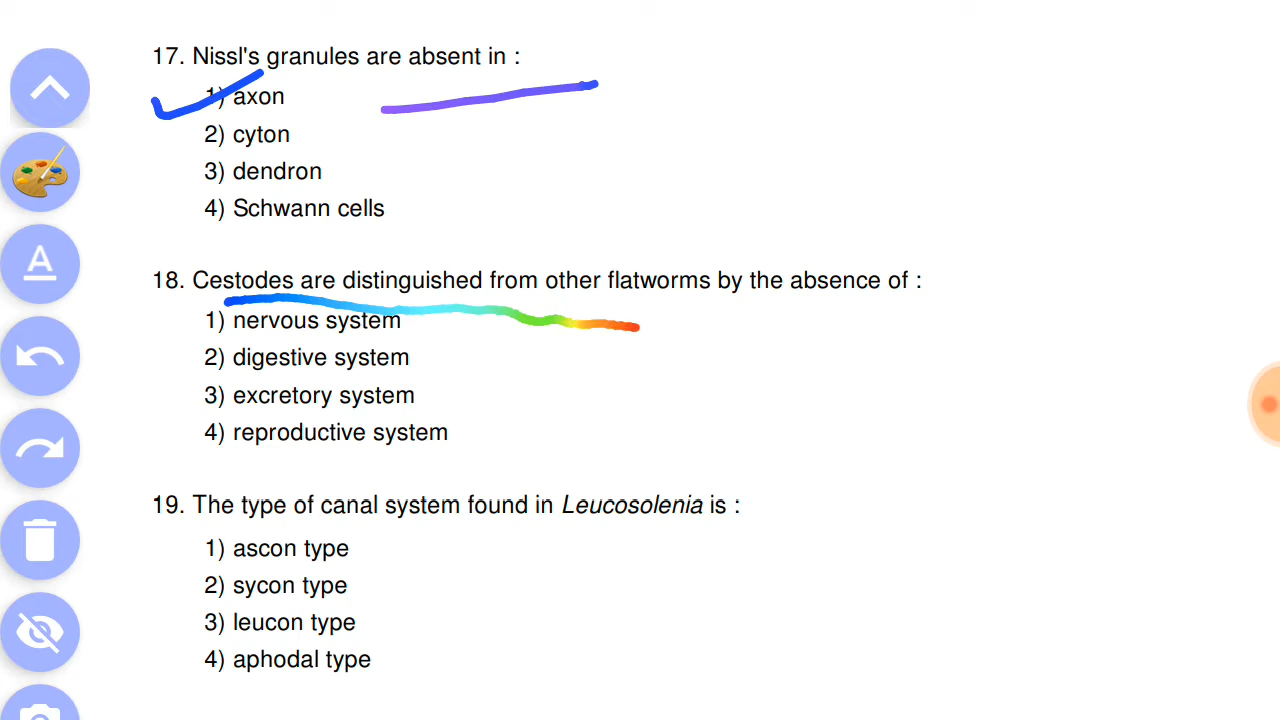 17. Nissl's granules are absent in :
1) axon
2) cyton
3) dendron
4) Schwann cells
18. Cestodes are distinguished from other flatworms by the absence of :
1) nervous system
2) digestive system
3) excretory system
4) reproductive system
19. The type of canal system found in Leucosolenia is :
1) ascon type
2) sycon type
3) leucon type
4) aphodal type
A